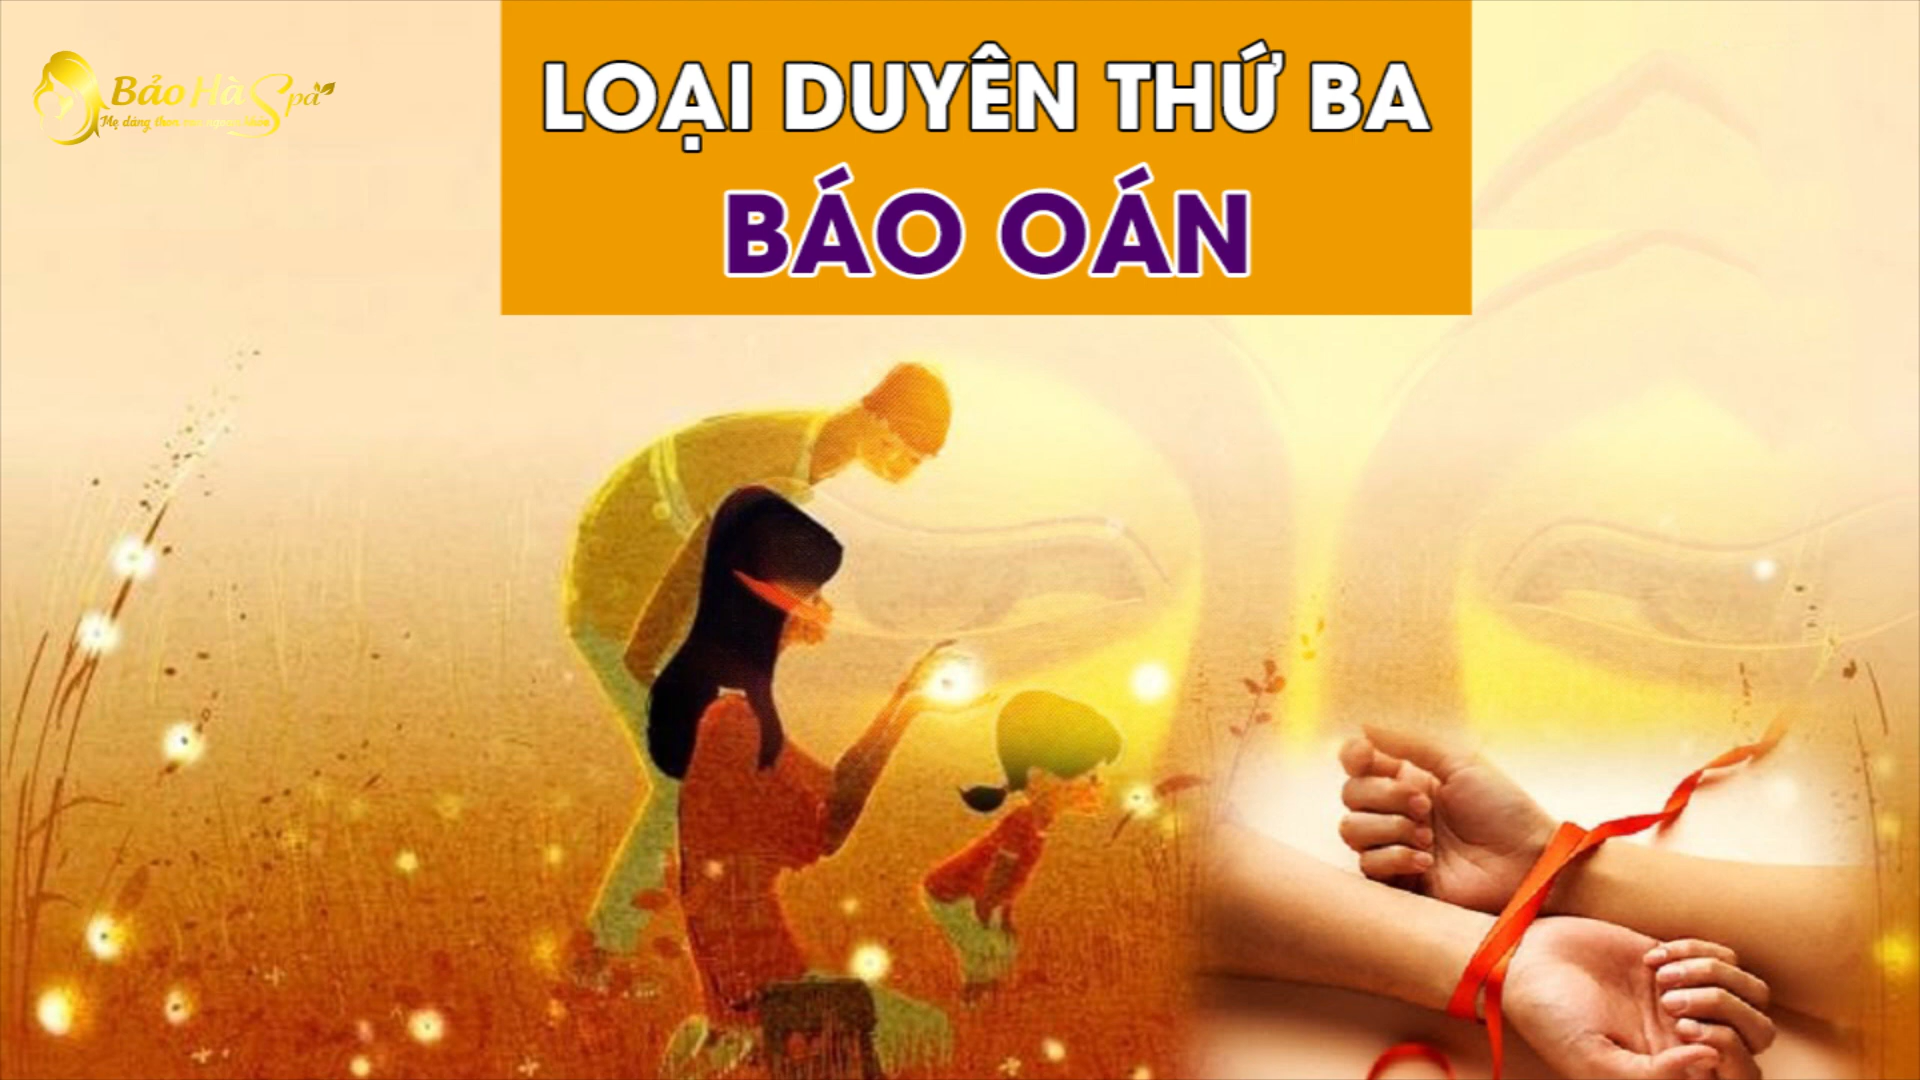 Bảo Hà Spa
LOẠI DUYÊN THỨ BA
BÁO OÁN